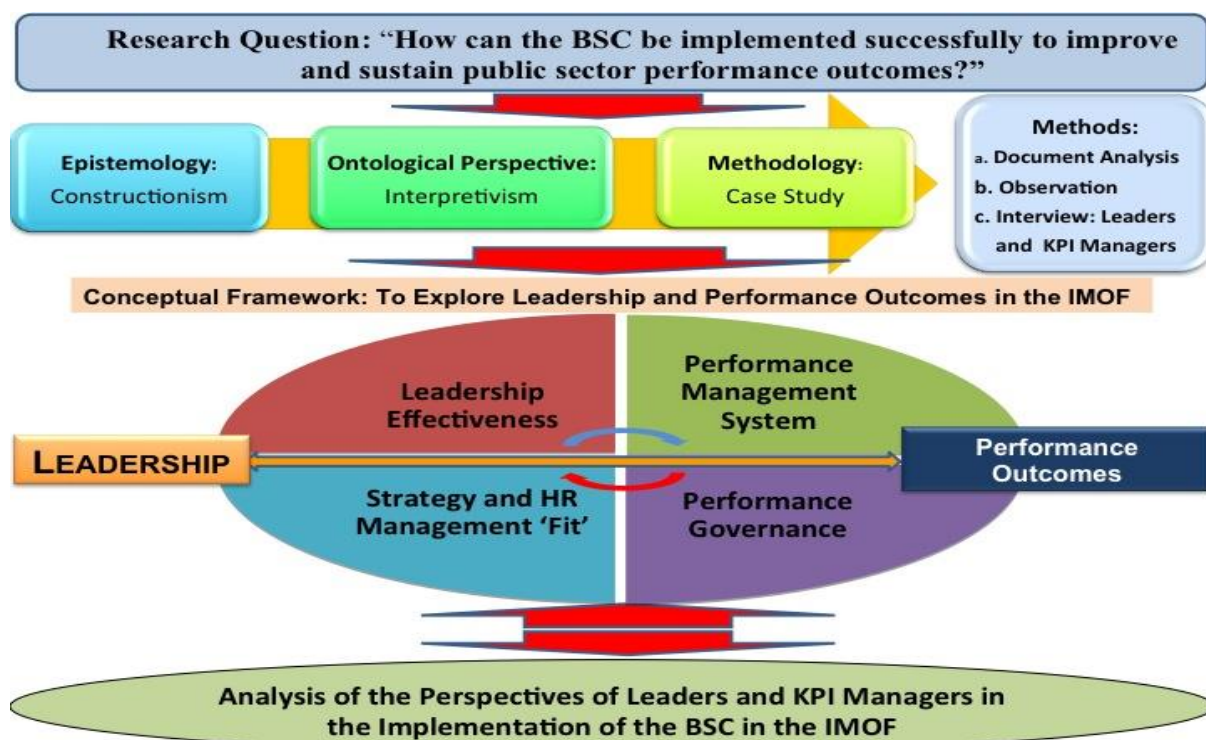 Research Question: “How can the BSC be implemented successfully to improve
and sustain public sector performance outcomes?”
Epistemology:
Constructionism
Ontological Perspective:
Interpretivism
Methodology:
Case Study
Methods:
a. Document Analysis
b. Observation
c. Interview: Leaders
and KPI Managers
Conceptual Framework: To Explore Leadership and Performance Outcomes in the IMOF
Leadership
Effectiveness
Performance
Management
System
LEADERSHIP
Performance
Outcomes
Strategy and HR
Management ‘Fit’
Performance
Governance
Analysis of the Perspectives of Leaders and KPI Managers in
the Implementation of the BSC in the IMOF